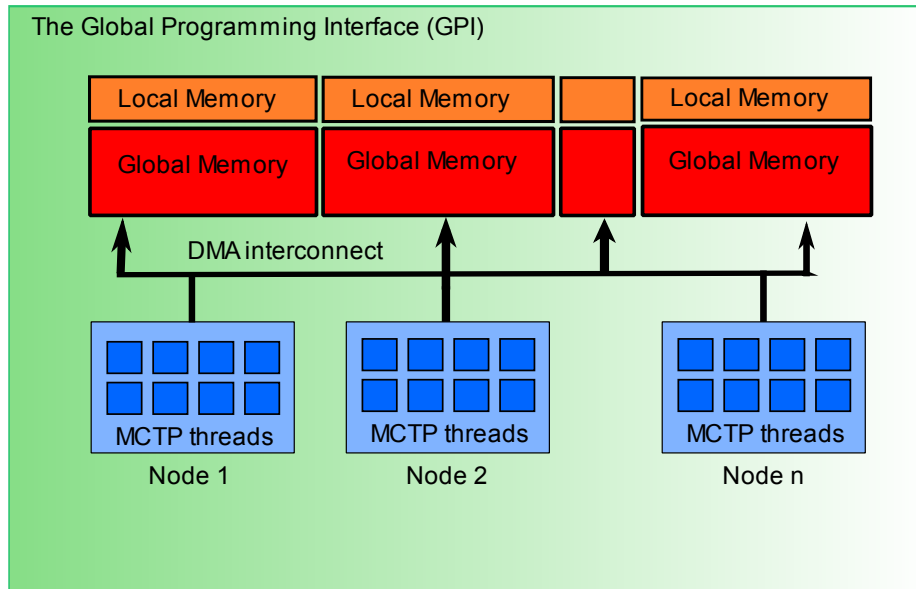 The Global Programming Interface (GPI)
Local Memory
Local Memory
Local Memory
Global Memory
Global Memory
Global Memory
DMA interconnect
MCTP threads
MCTP threads
MCTP threads
Node 1
Node 2
Node n